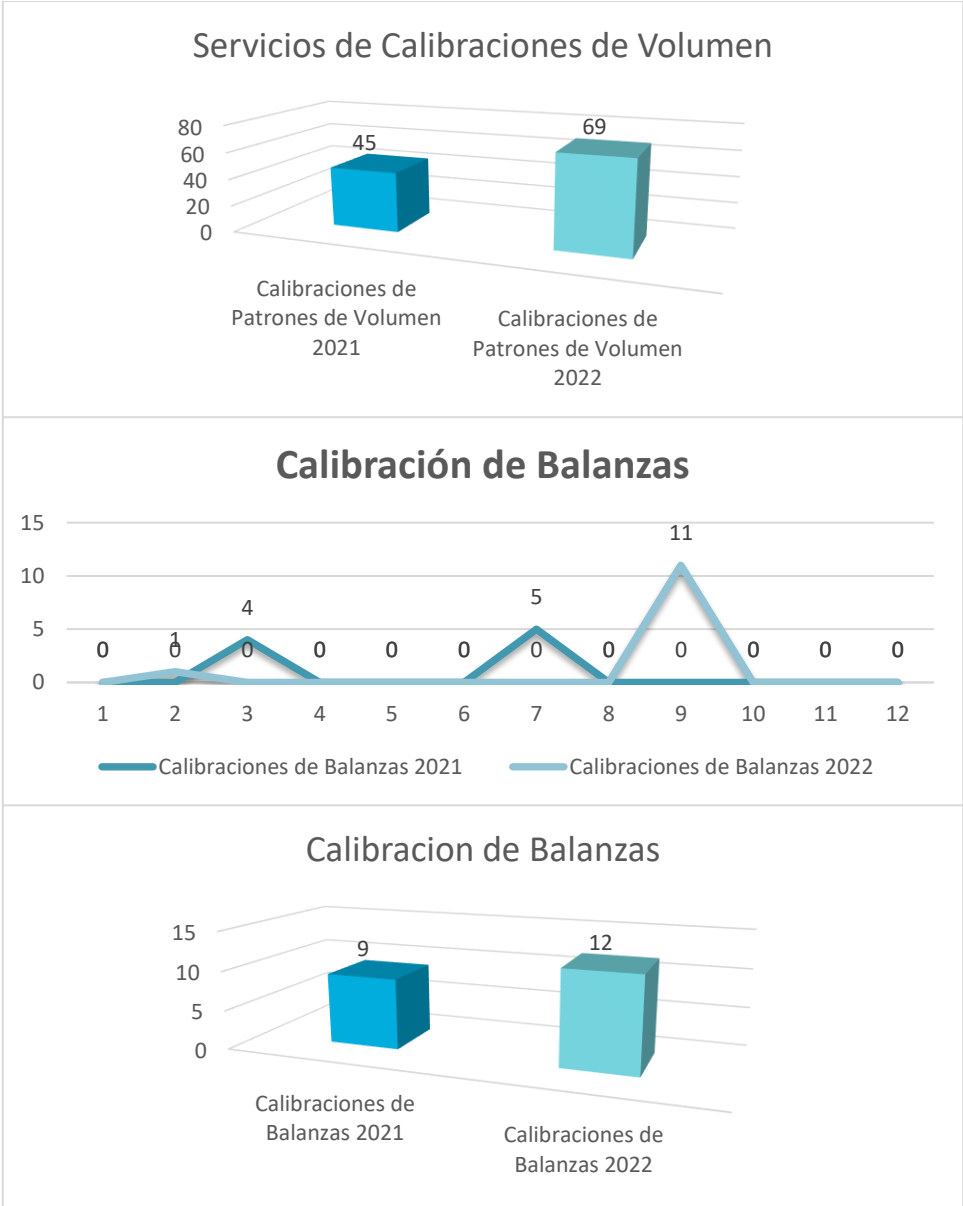 Servicios de Calibraciones de Volumen
80
60
40
20
0
45
69
Calibraciones de
Patrones de Volumen
2021
Calibraciones de
Patrones de Volumen
2022
Calibración de Balanzas
15
10
5
0
11
4
5
0 1 0 0 0 0 0 0 0 0 0 0 0
1 2 3 4 5 6 7 8 9 10 11 12
Calibraciones de Balanzas 2021 Calibraciones de Balanzas 2022
Calibracion de Balanzas
15
10
5
0
9
12
Calibraciones de
Balanzas 2021
Calibraciones de
Balanzas 2022